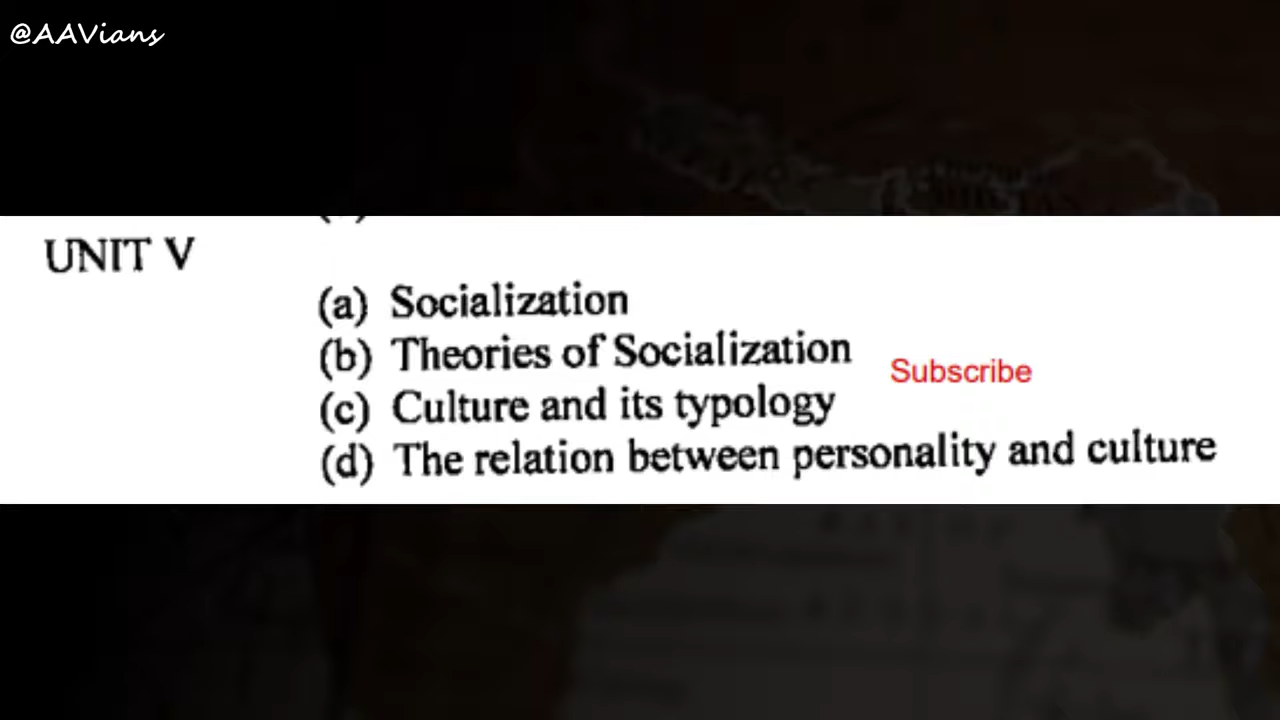 @AAVians
UNIT V
(a) Socialization
(b) Theories of Socialization
Subscribe
(c) Culture and its typology
(d) The relation between personality and culture